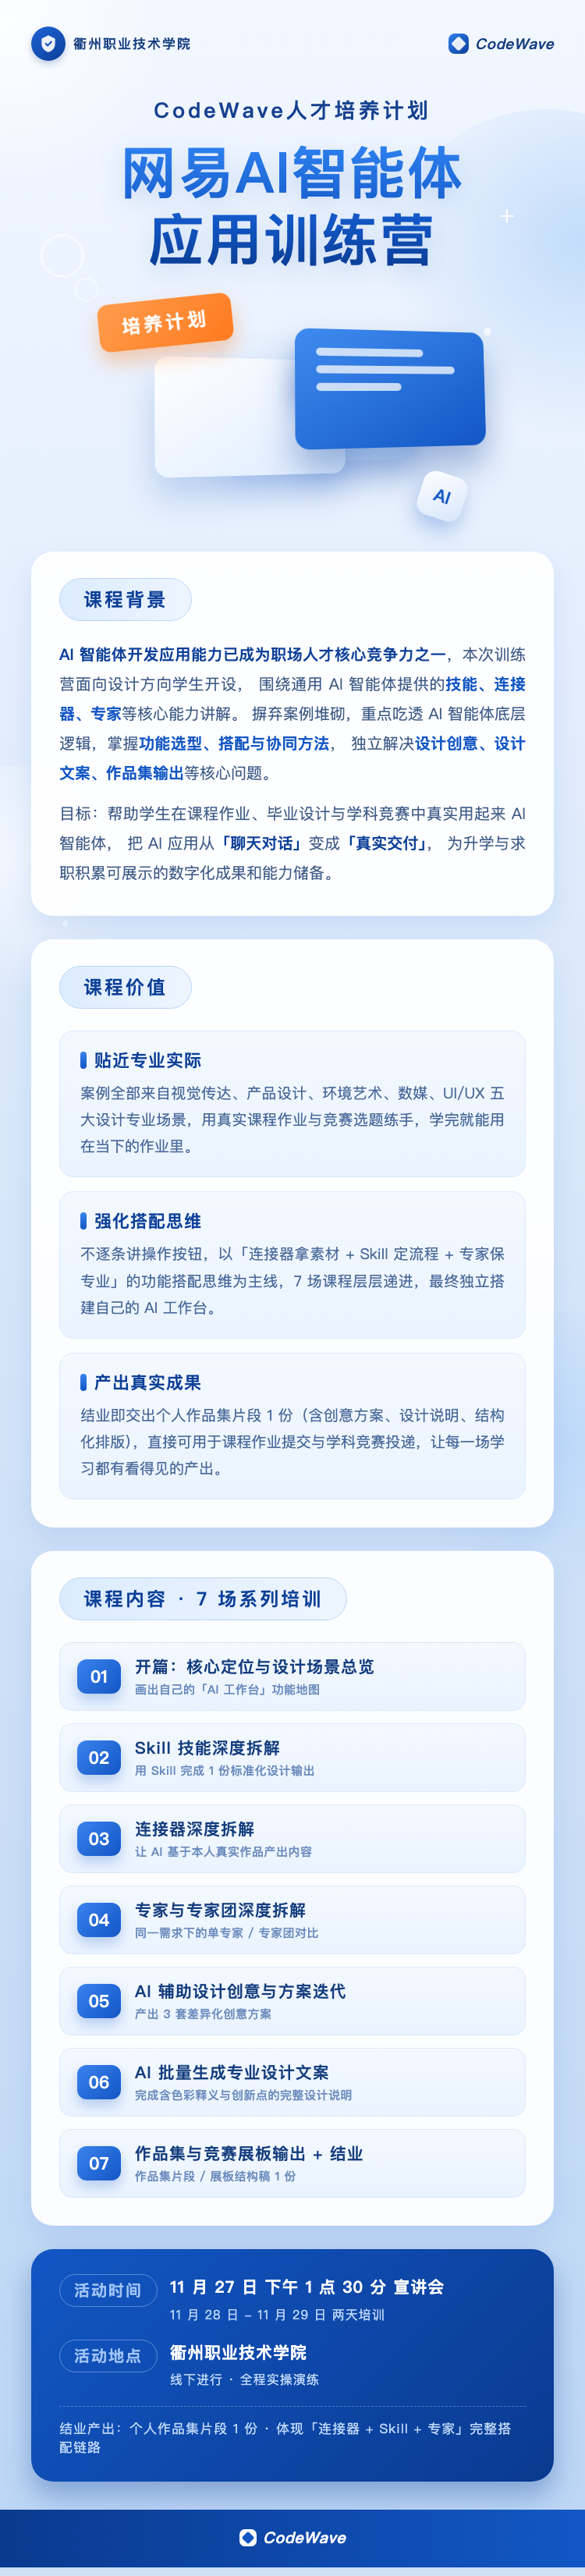 衢州职业技术学院
CodeWave
CodeWave人才培养计划
网易AI智能体
应用训练营
培养计划
AI
课程背景
AI 智能体开发应用能力已成为职场人才核心竞争力之一，本次训练
营面向设计方向学生开设， 围绕通用 AI 智能体提供的技能、连接
器、专家等核心能力讲解。 摒弃案例堆砌，重点吃透 AI 智能体底层
逻辑，掌握功能选型、搭配与协同方法， 独立解决设计创意、设计
文案、作品集输出等核心问题。
目标：帮助学生在课程作业、毕业设计与学科竞赛中真实用起来 AI
智能体， 把 AI 应用从「聊天对话」变成「真实交付」， 为升学与求
职积累可展示的数字化成果和能力储备。
课程价值
贴近专业实际
案例全部来自视觉传达、产品设计、环境艺术、数媒、UI/UX 五
大设计专业场景，用真实课程作业与竞赛选题练手，学完就能用
在当下的作业里。
强化搭配思维
不逐条讲操作按钮，以「连接器拿素材 + Skill 定流程 + 专家保
专业」的功能搭配思维为主线，7 场课程层层递进，最终独立搭
建自己的 AI 工作台。
产出真实成果
结业即交出个人作品集片段 1 份（含创意方案、设计说明、结构
化排版），直接可用于课程作业提交与学科竞赛投递，让每一场学
习都有看得见的产出。
课程内容 · 7 场系列培训
01
开篇：核心定位与设计场景总览
画出自己的「AI 工作台」功能地图
02
Skill 技能深度拆解
用 Skill 完成 1 份标准化设计输出
03
连接器深度拆解
让 AI 基于本人真实作品产出内容
04
专家与专家团深度拆解
同一需求下的单专家 / 专家团对比
05
AI 辅助设计创意与方案迭代
产出 3 套差异化创意方案
06
AI 批量生成专业设计文案
完成含色彩释义与创新点的完整设计说明
07
作品集与竞赛展板输出 + 结业
作品集片段 / 展板结构稿 1 份
活动时间
11 月 27 日 下午 1 点 30 分 宣讲会
11 月 28 日 – 11 月 29 日 两天培训
活动地点
衢州职业技术学院
线下进行 · 全程实操演练
结业产出：个人作品集片段 1 份 · 体现「连接器 + Skill + 专家」完整搭
配链路
CodeWave